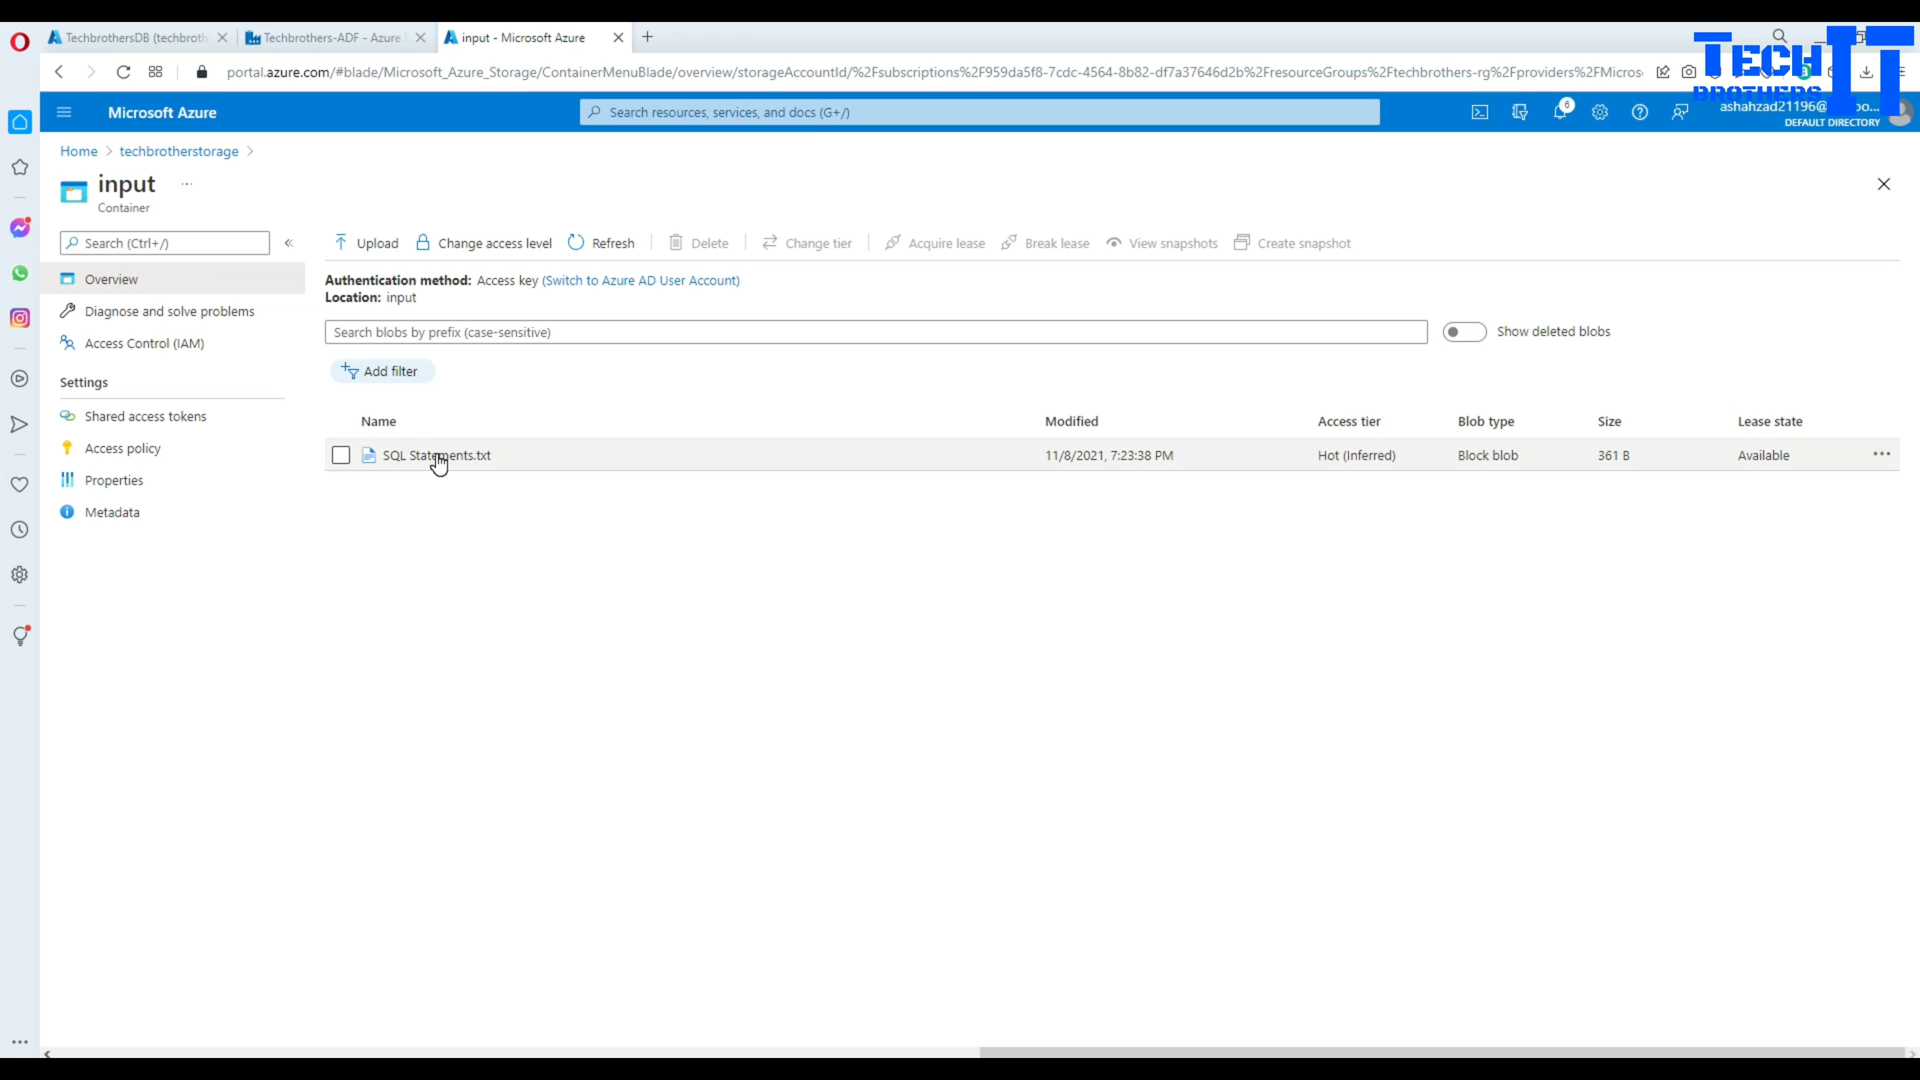 TechbrothersDB (techbroth
Techbrothers-ADF - Azure
input - Microsoft Azure
portal.azure.com/#blade/Microsoft_Azure_Storage/ContainerMenuBlade/overview/storageAccountId/%2Fsubscriptions%2F959da5f8-7cdc-4564-8b82-df7a37646d2b%2FresourceGroups%2Ftechbrothers-rg%2Fproviders%2FMicros
TECH IT
BROTHERS
Microsoft Azure
Search resources, services, and docs (G+/)
6
ashahzad21196@
DEFAULT DIRECTORY
Home > techbrotherstorage >
input ...
Container
Search (Ctrl+/)
Upload Change access level Refresh Delete Change tier Acquire lease Break lease View snapshots Create snapshot
Overview
Diagnose and solve problems
Access Control (IAM)
Settings
Shared access tokens
Access policy
Properties
Metadata
Authentication method: Access key (Switch to Azure AD User Account)
Location: input
Search blobs by prefix (case-sensitive)
Show deleted blobs
Add filter
Name Modified Access tier Blob type Size Lease state
SQL Statements.txt 11/8/2021, 7:23:38 PM Hot (Inferred) Block blob 361 B Available ...